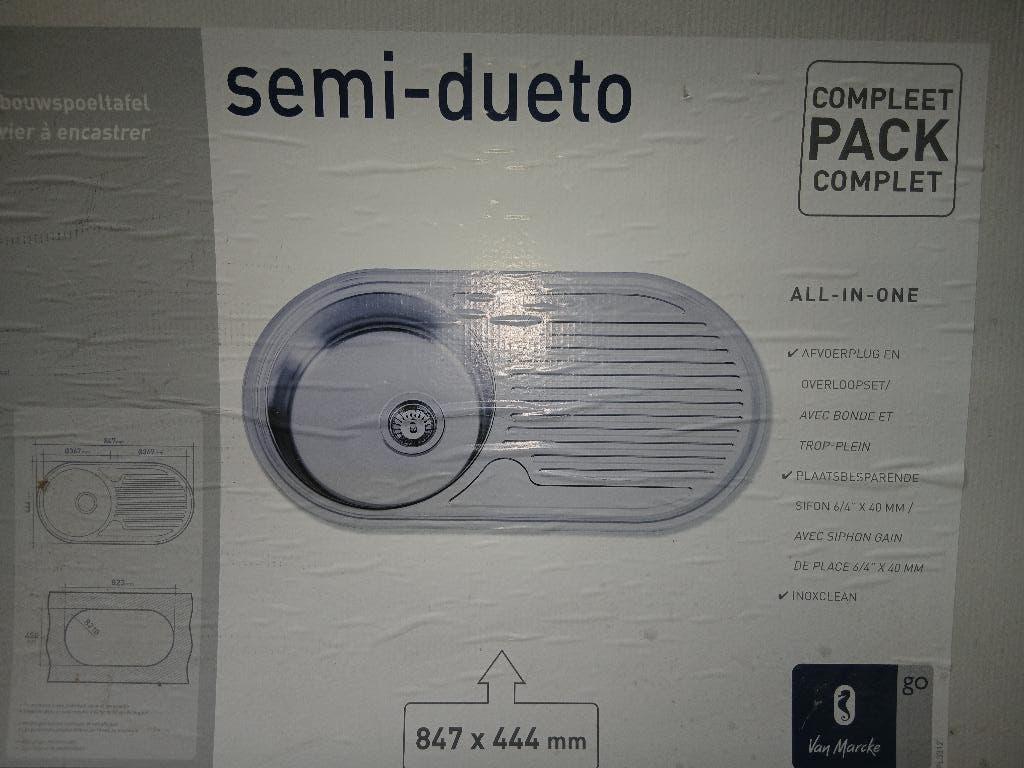 bouwspoeltafel
vier à encastrer
semi-dueto
COMPLEET
PACK
COMPLET
ALL-IN-ONE
✓ AFVOERPLUG EN
OVERLOOPSET/
AVEC BONDE ET
TROP-PLEIN
✓ PLAATSBESPARENDE
SIFON 6/4" X 40 MM /
AVEC SIPHON GAIN
DE PLACE 6/4" X 40 MM
✓ INOXCLEAN
847 x 444 mm
go
Van Marcke
847
823